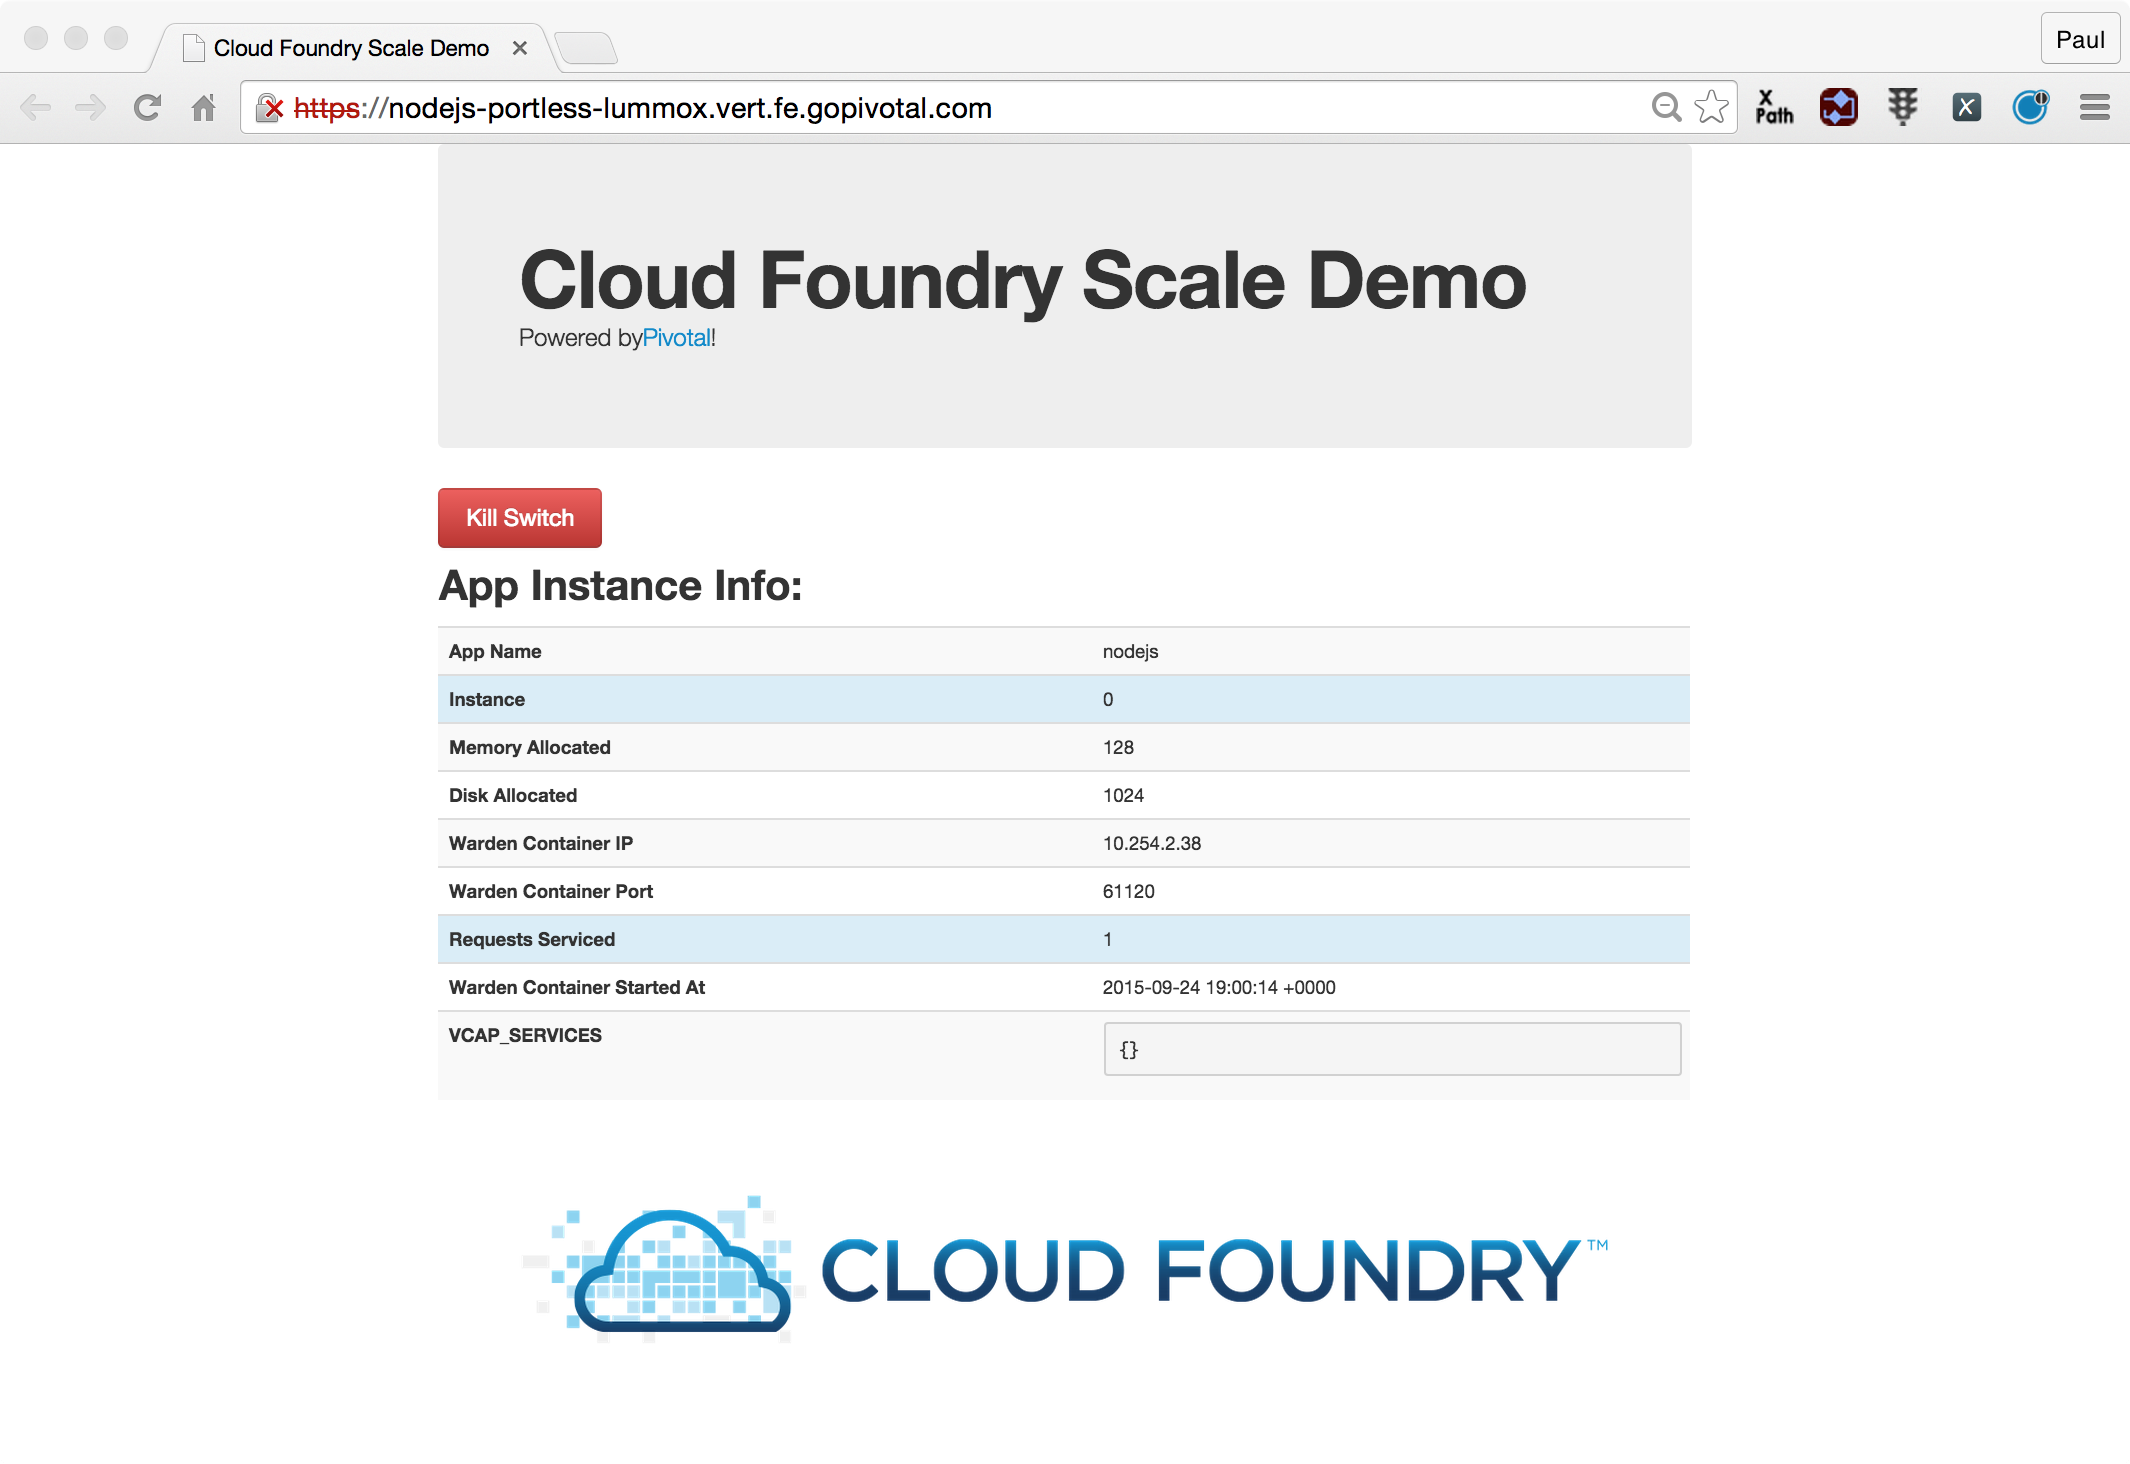 Cloud Foundry Scale Demo
Paul
https://nodejs-portless-lummox.vert.fe.gopivotal.com
X
Path
X
Cloud Foundry Scale Demo
Powered byPivotal!
Kill Switch
App Instance Info:
App Name nodejs
Instance 0
Memory Allocated 128
Disk Allocated 1024
Warden Container IP 10.254.2.38
Warden Container Port 61120
Requests Serviced 1
Warden Container Started At 2015-09-24 19:00:14 +0000
VCAP_SERVICES {}
CLOUD FOUNDRY™